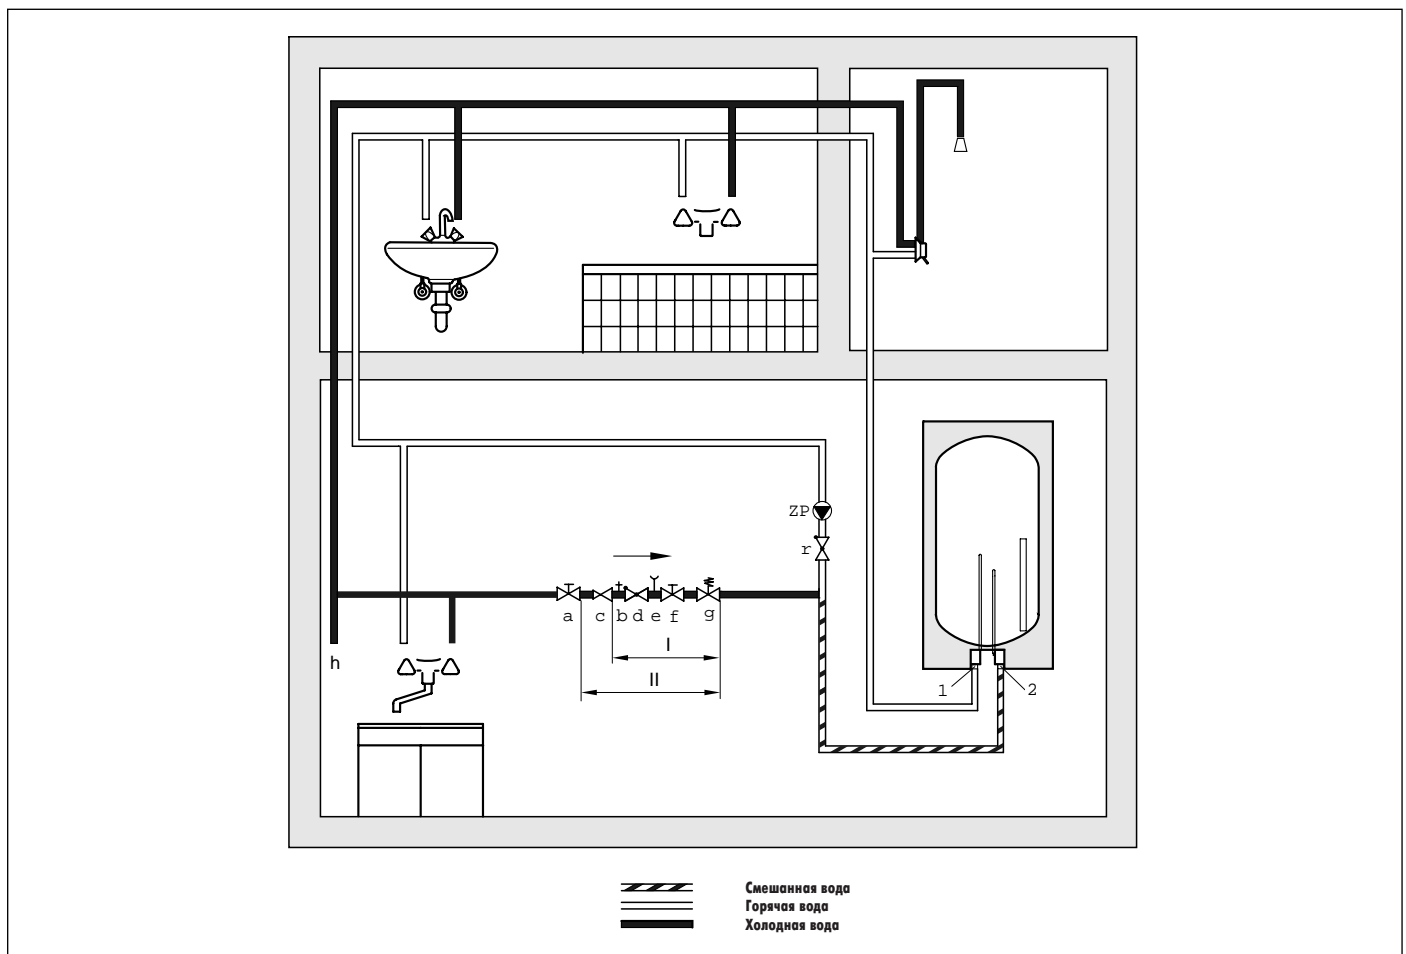 ZP
r
a c b d e f g
I
h
II
1 2
Смешанная вода
Горячая вода
Холодная вода